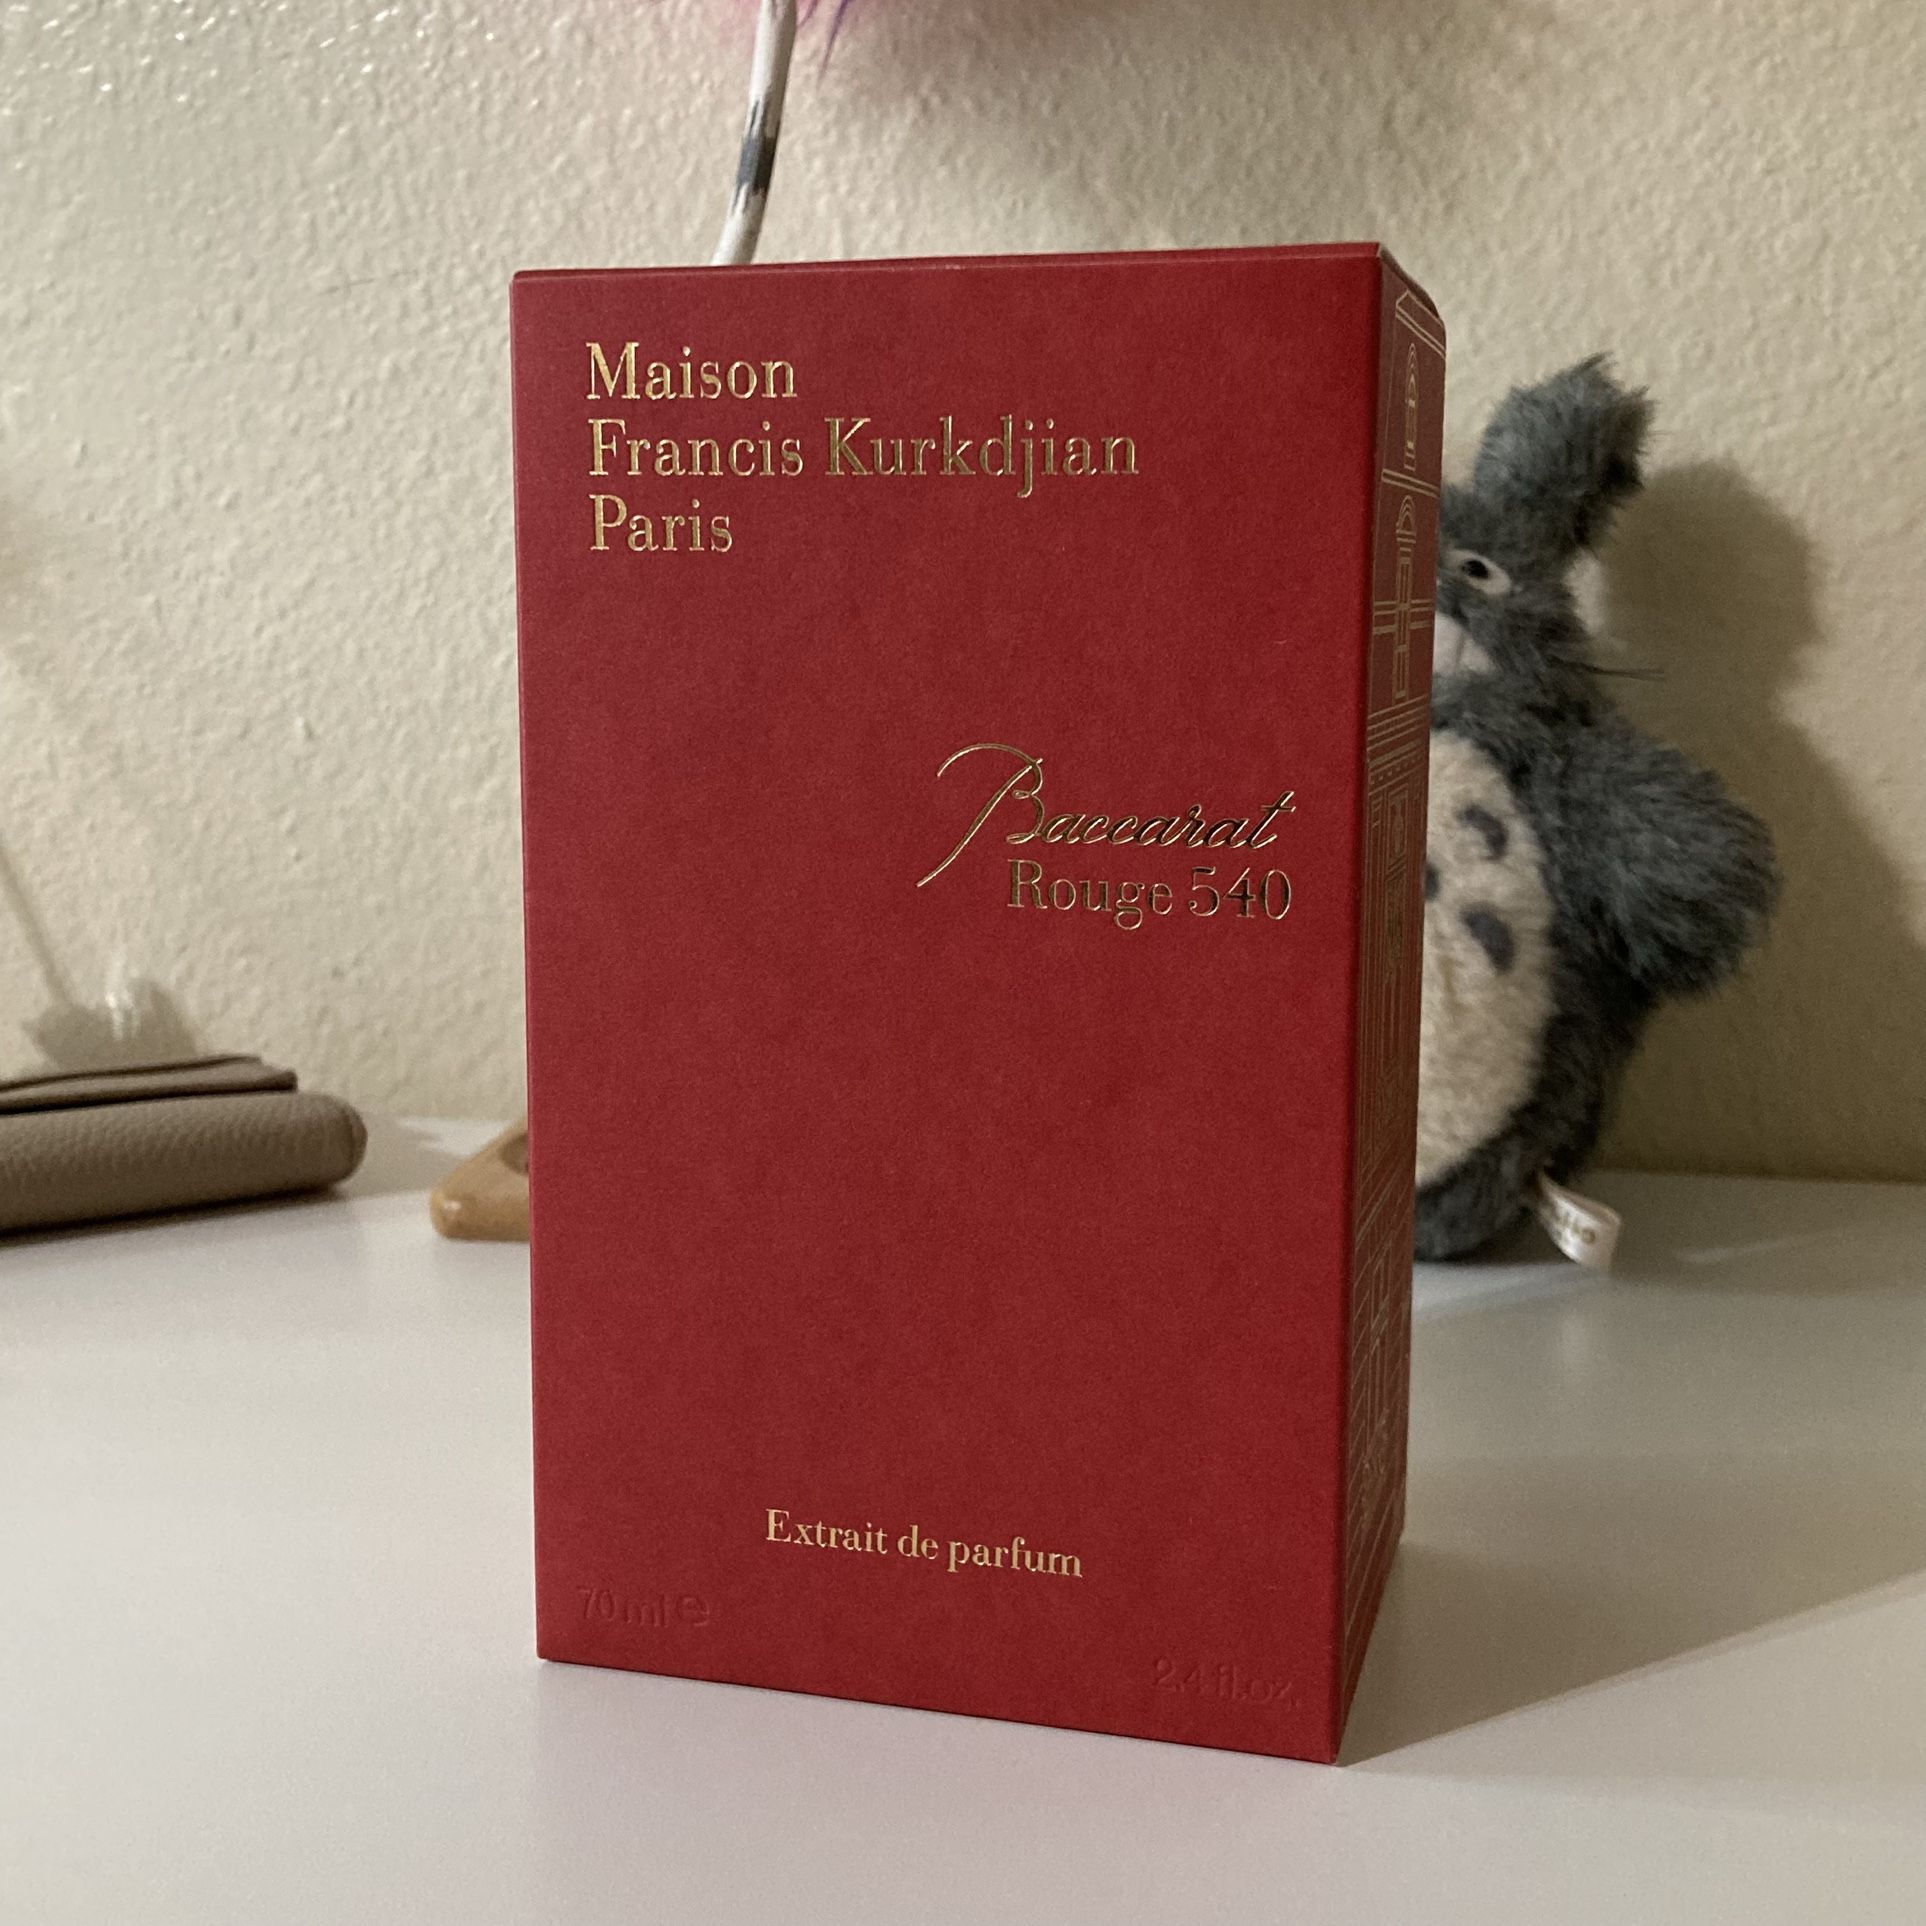 Maison
Francis Kurkdjian
Paris
Baccarat
Rouge 540
Extrait de parfum
70 ml ℮
2.4 fl.oz.